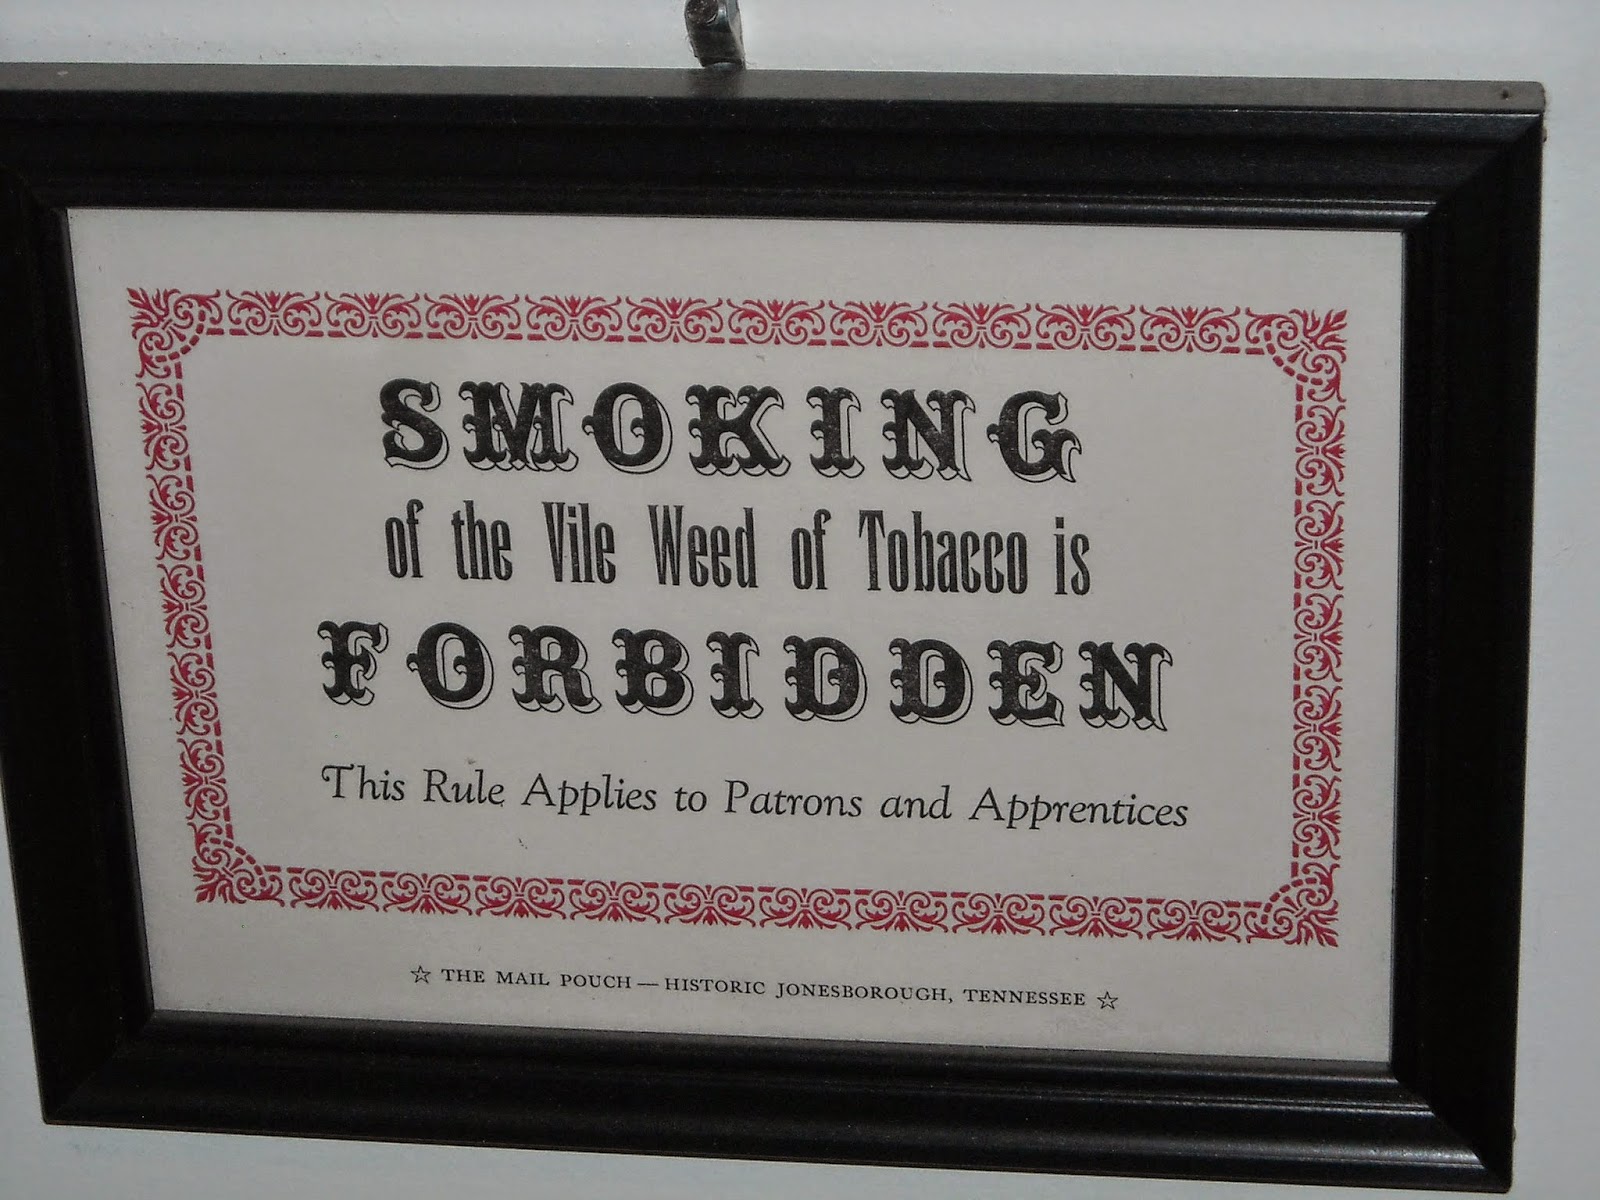 SMOKING
of the Vile Weed of Tobacco is
FORBIDDEN
This Rule Applies to Patrons and Apprentices
☆ THE MAIL POUCH — HISTORIC JONESBOROUGH, TENNESSEE ☆